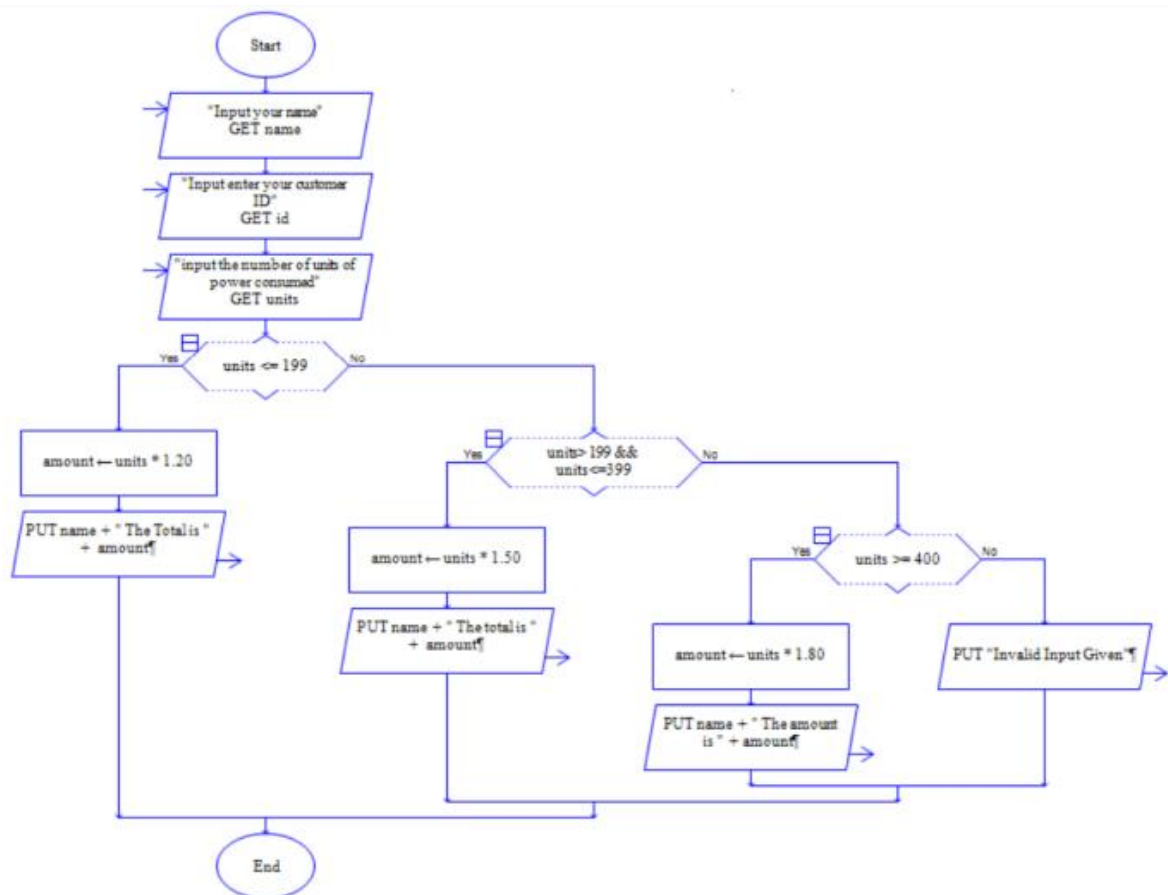 Start
"Input your name"
GET name
"Input enter your customer
ID"
GET id
"input the number of units of
power consumed"
GET units
Yes
units <= 199
No
amount ← units * 1.20
PUT name + " The Total is "
+ amount¶
Yes
units> 199 &&
units<=399
No
amount ← units * 1.50
PUT name + " The total is "
+ amount¶
Yes
units >= 400
No
amount ← units * 1.80
PUT name + " The amount
is " + amount¶
PUT "Invalid Input Given"¶
End